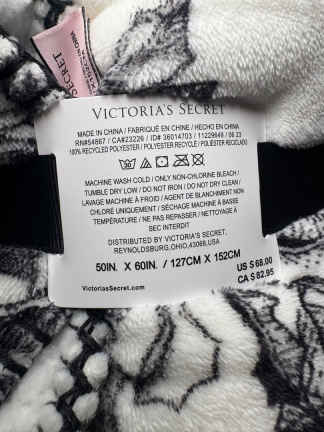 SECRET
VICTORIA'S SECRET
MADE IN CHINA / FABRIQUÉ EN CHINE / HECHO EN CHINA
RN#54867 / CA#23226 / ID# 36014703 / 11229646 / 06 23
100% RECYCLED POLYESTER / POLYESTER RECYCLÉ / POLIÉSTER RECICLADO
MACHINE WASH COLD / ONLY NON-CHLORINE BLEACH /
TUMBLE DRY LOW / DO NOT IRON / DO NOT DRY CLEAN
LAVAGE MACHINE À FROID / AGENT DE BLANCHIMENT NON
CHLORÉ UNIQUEMENT / SÉCHAGE MACHINE À BASSE
TEMPÉRATURE / NE PAS REPASSER / NETTOYAGE À
SEC INTERDIT
DISTRIBUTED BY VICTORIA'S SECRET,
REYNOLDSBURG, OHIO, 43068, USA
50IN. X 60IN. / 127CM X 152CM
US $ 68.00
CA $ 82.95
VictoriasSecret.com